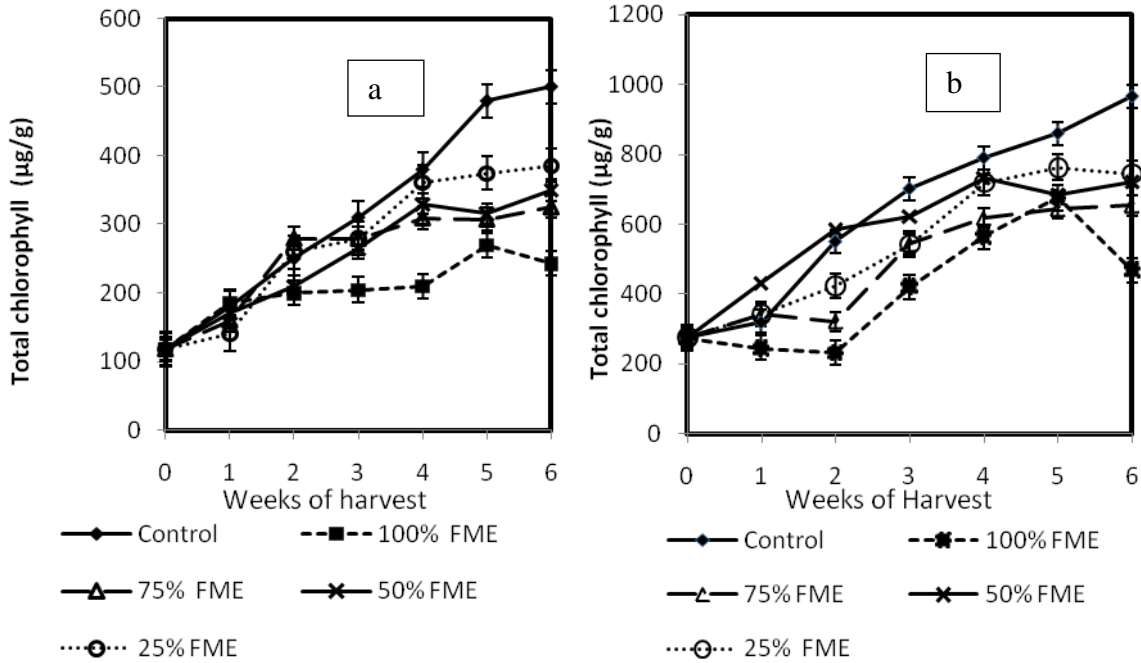 600
500
400
300
200
100
0
Total chlorophyll (µg/g)
a
0 1 2 3 4 5 6
Weeks of harvest
Control
100% FME
75% FME
50% FME
25% FME
1200
1000
800
600
400
200
0
Total chlorophyll (µg/g)
b
0 1 2 3 4 5 6
Weeks of Harvest
Control
100% FME
75% FME
50% FME
25% FME